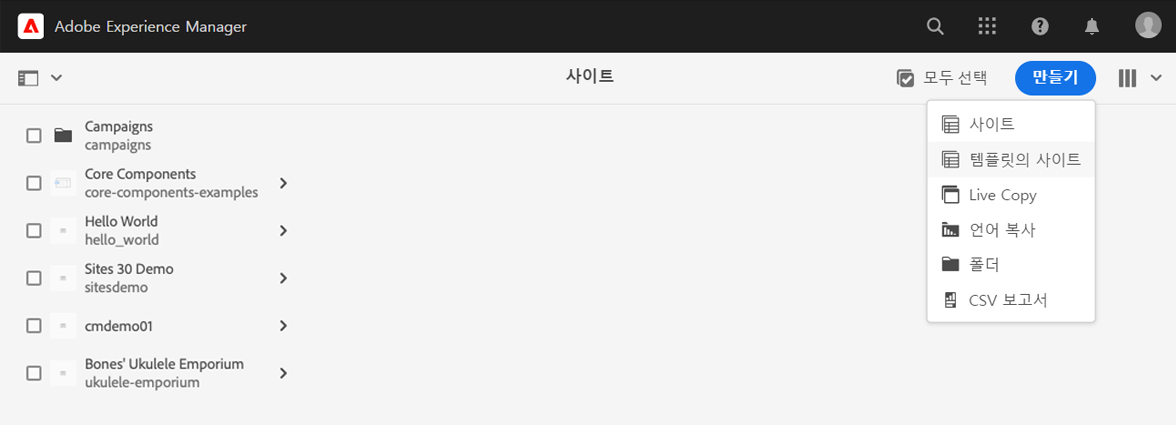 Adobe Experience Manager
사이트
모두 선택
만들기
Campaigns
campaigns
Core Components
core-components-examples
Hello World
hello_world
Sites 30 Demo
sitesdemo
cmdemo01
Bones' Ukulele Emporium
ukulele-emporium
사이트
템플릿의 사이트
Live Copy
언어 복사
폴더
CSV 보고서